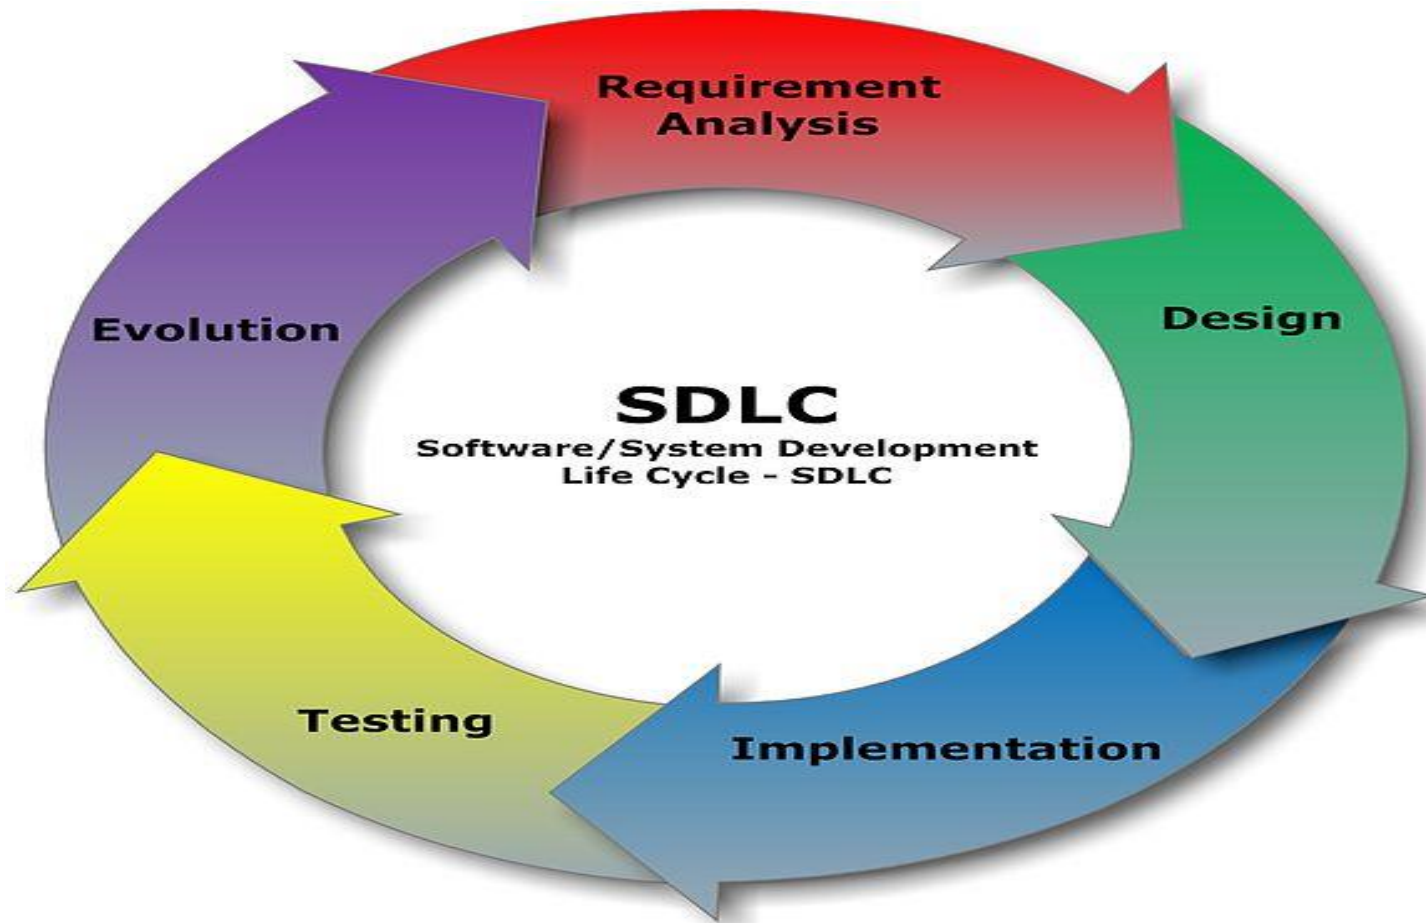 Requirement
Analysis
Design
Evolution
SDLC
Software/System Development
Life Cycle - SDLC
Testing
Implementation